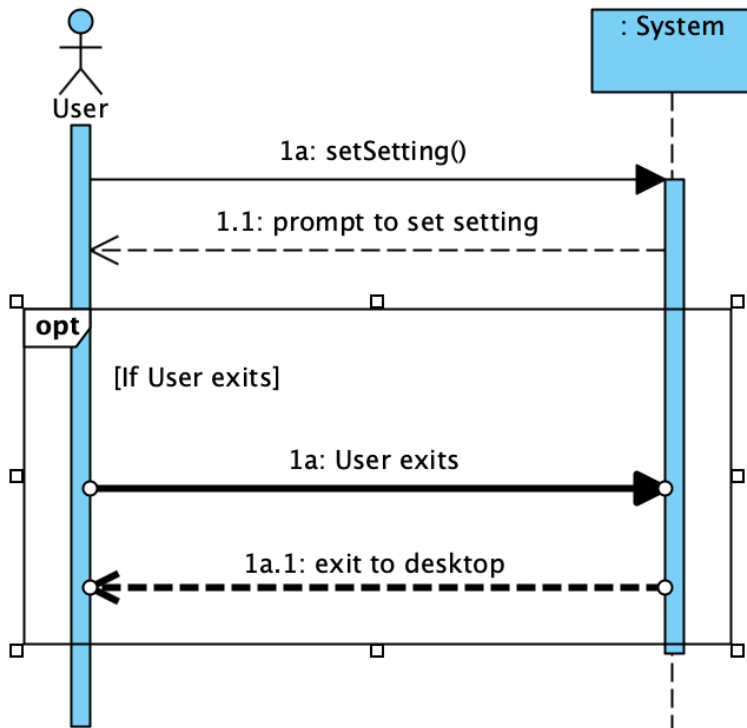 : System
User
1a: setSetting()
1.1: prompt to set setting
opt
[If User exits]
1a: User exits
1a.1: exit to desktop